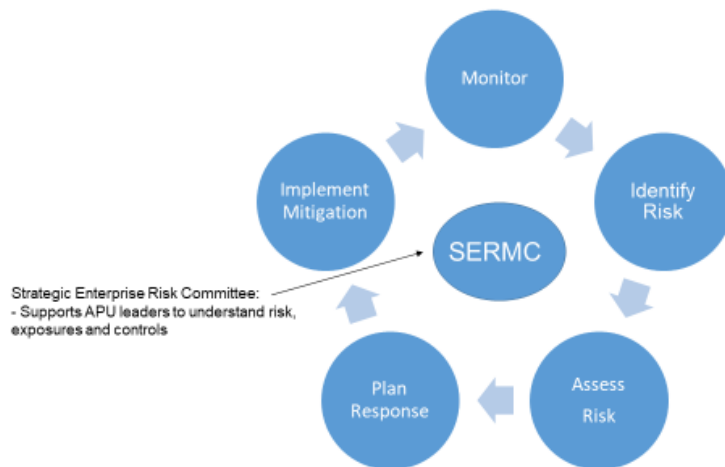 Monitor
Identify
Risk
Assess
Risk
Plan
Response
Implement
Mitigation
SERMC
Strategic Enterprise Risk Committee:
- Supports APU leaders to understand risk,
exposures and controls